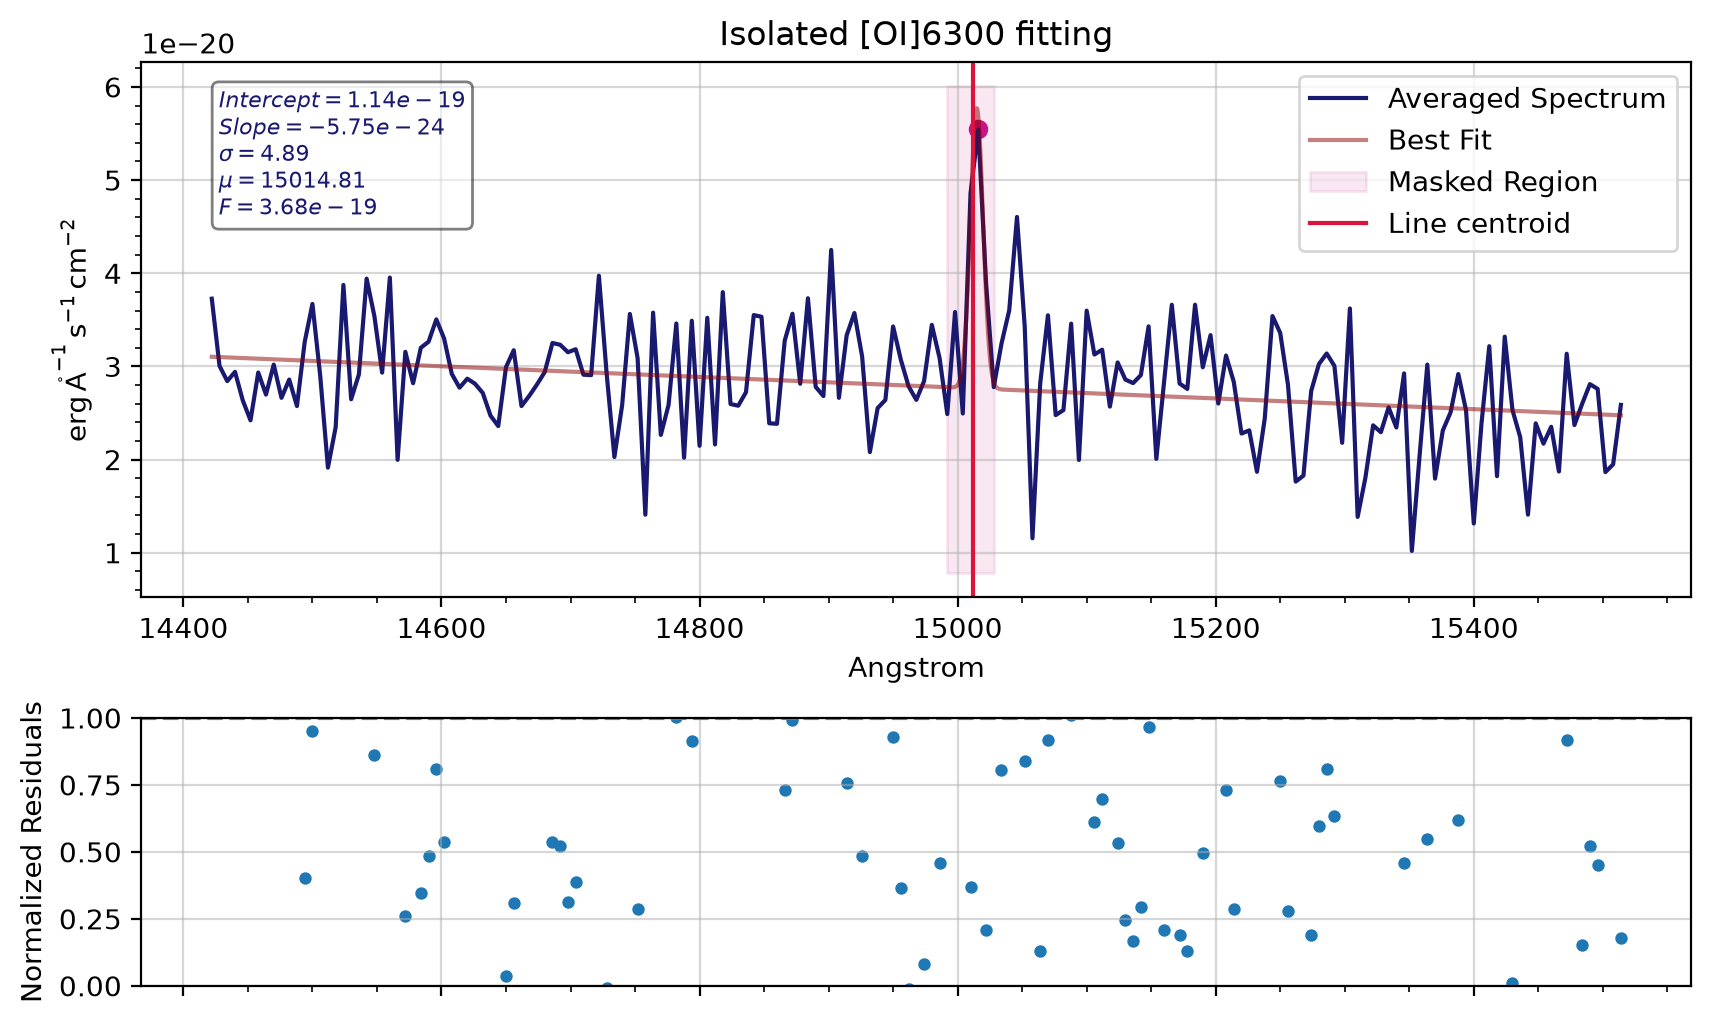 Isolated [OI]6300 fitting
1e−20
6
5
4
3
2
1
erg Å⁻¹ s⁻¹ cm⁻²
Intercept = 1.14e − 19
Slope = −5.75e − 24
σ = 4.89
μ = 15014.81
F = 3.68e − 19
Averaged Spectrum
Best Fit
Masked Region
Line centroid
14400 14600 14800 15000 15200 15400
Angstrom
Normalized Residuals
1.00
0.75
0.50
0.25
0.00